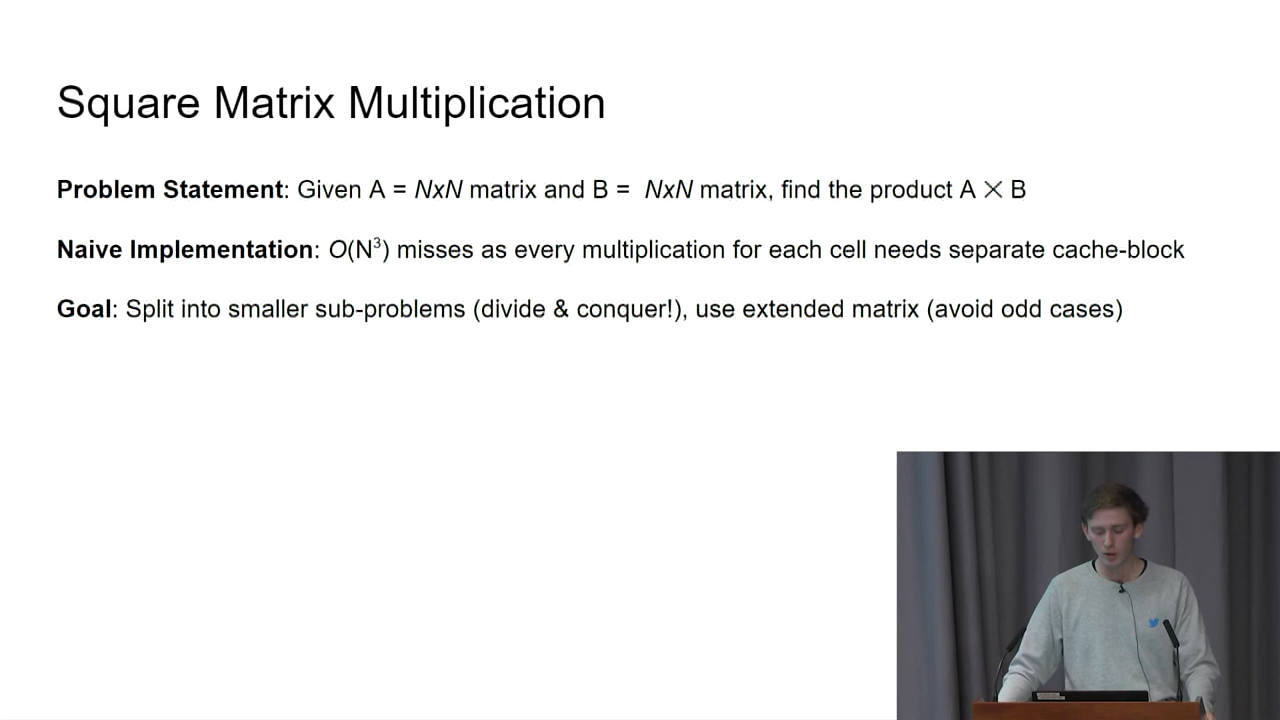 Square Matrix Multiplication
Problem Statement: Given A = NxN matrix and B = NxN matrix, find the product A × B
Naive Implementation: O(N³) misses as every multiplication for each cell needs separate cache-block
Goal: Split into smaller sub-problems (divide & conquer!), use extended matrix (avoid odd cases)